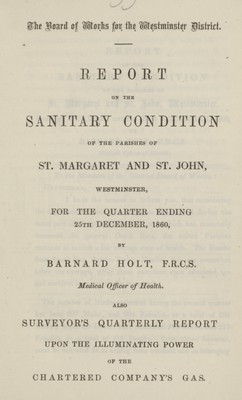 The Board of Works for the Westminster District.
REPORT
ON THE
SANITARY CONDITION
OF THE PARISHES OF
ST. MARGARET AND ST. JOHN,
WESTMINSTER,
FOR THE QUARTER ENDING
25TH DECEMBER, 1860,
BY
BARNARD HOLT, F.R.C.S.
Medical Officer of Health.
ALSO
SURVEYOR'S QUARTERLY REPORT
UPON THE ILLUMINATING POWER
OF THE
CHARTERED COMPANY'S GAS.